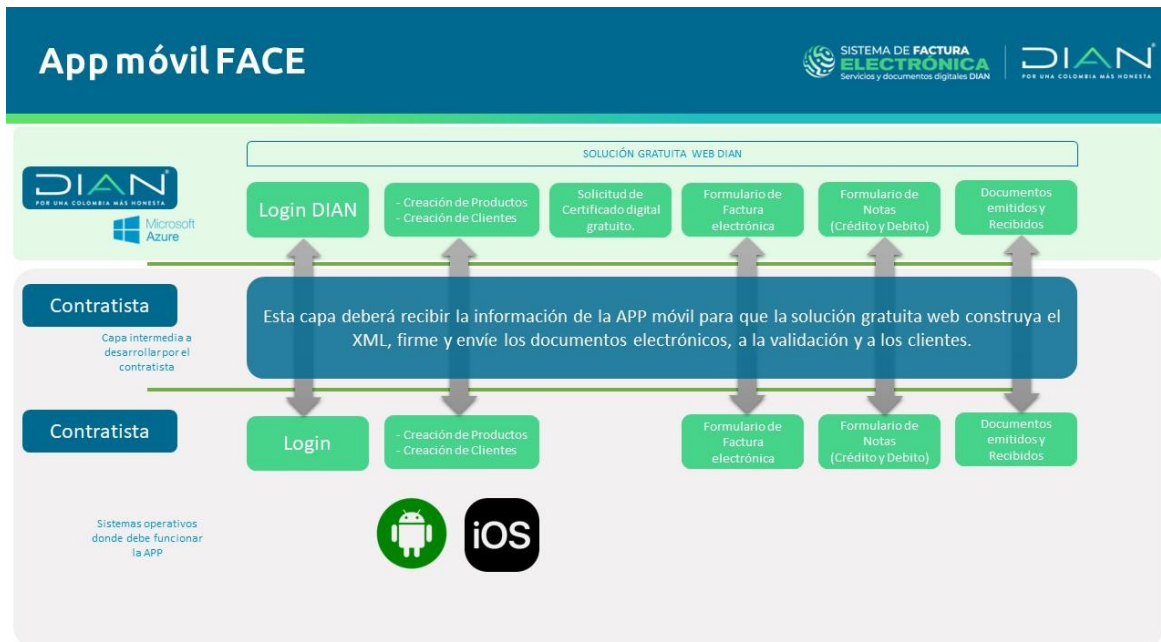 App móvil FACE
SISTEMA DE FACTURA
ELECTRÓNICA
Servicios y documentos digitales DIAN
DIAN
POR UNA COLOMBIA MÁS HONESTA
SOLUCIÓN GRATUITA WEB DIAN
DIAN
POR UNA COLOMBIA MÁS HONESTA
Microsoft
Azure
Login DIAN
- Creación de Productos
- Creación de Clientes
Solicitud de
Certificado digital
gratuito.
Formulario de
Factura
electrónica
Formulario de
Notas
(Crédito y Debito)
Documentos
emitidos y
Recibidos
Contratista
Capa intermedia a
desarrollar por el
contratista
Esta capa deberá recibir la información de la APP móvil para que la solución gratuita web construya el
XML, firme y envíe los documentos electrónicos, a la validación y a los clientes.
Contratista
Login
- Creación de Productos
- Creación de Clientes
Formulario de
Factura
electrónica
Formulario de
Notas
(Crédito y Debito)
Documentos
emitidos y
Recibidos
Sistemas operativos
donde debe funcionar
la APP
iOS